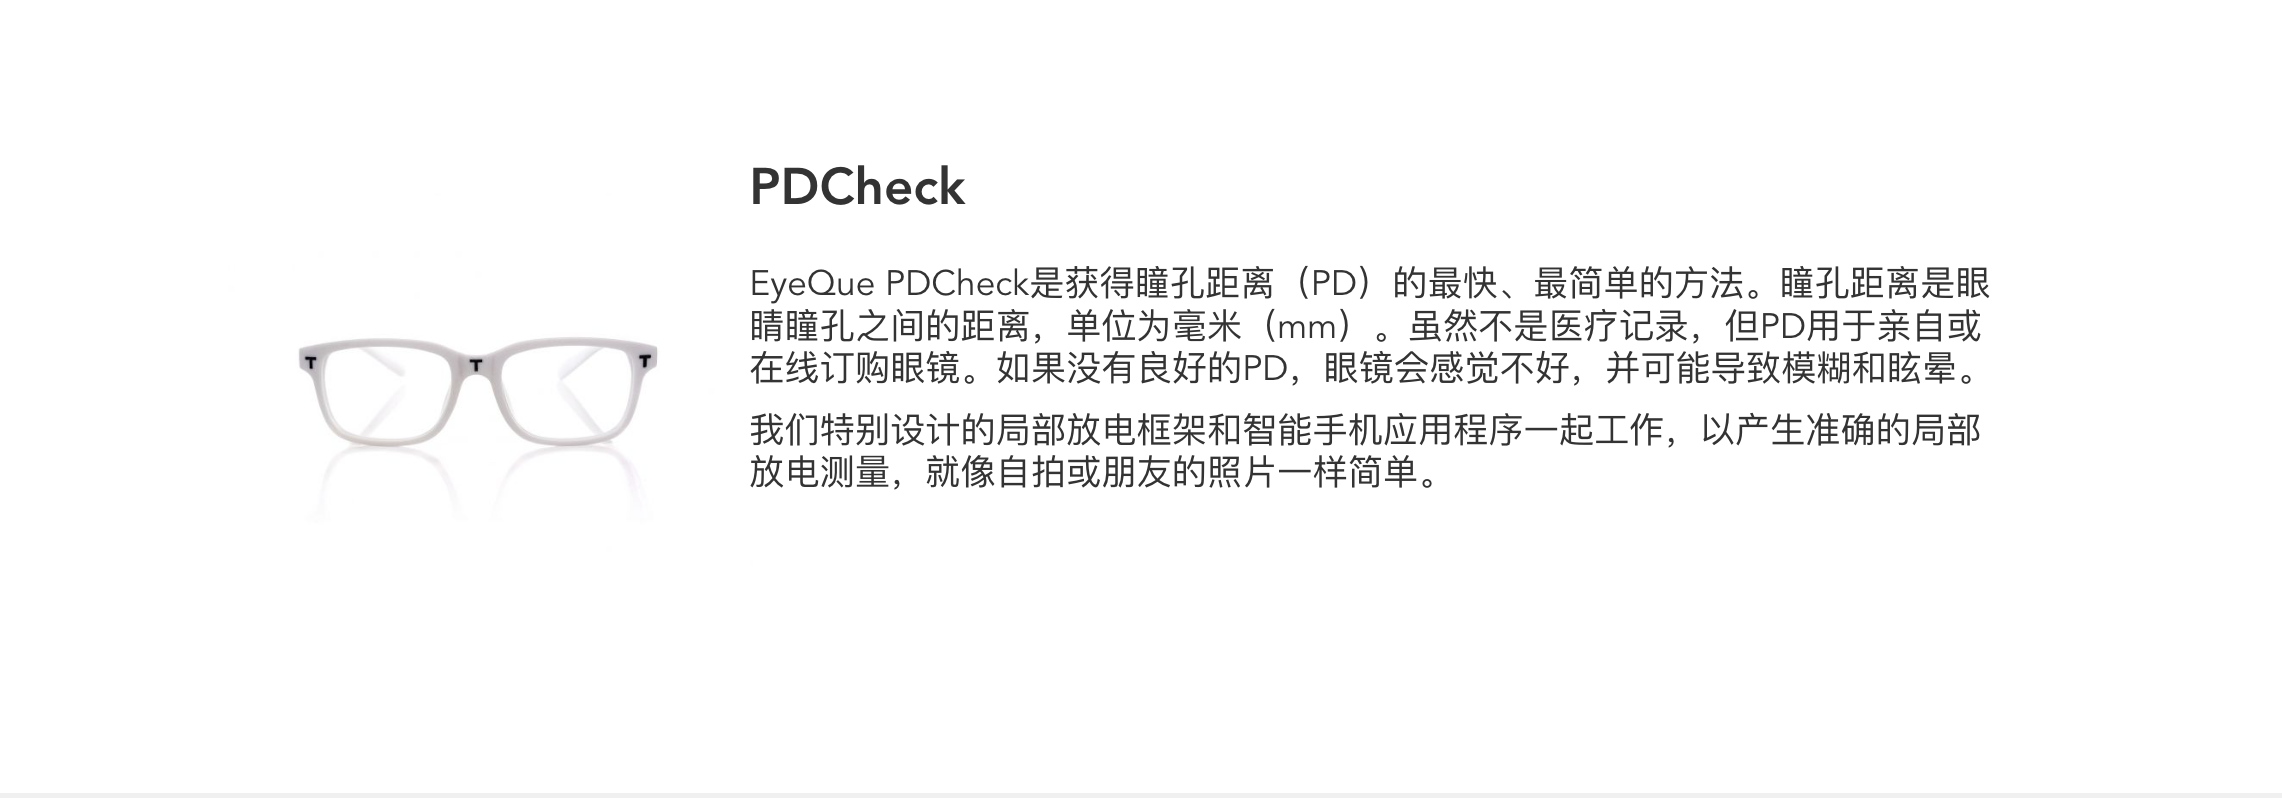 PDCheck
EyeQue PDCheck是获得瞳孔距离（PD）的最快、最简单的方法。瞳孔距离是眼
睛瞳孔之间的距离，单位为毫米（mm）。虽然不是医疗记录，但PD用于亲自或
在线订购眼镜。如果没有良好的PD，眼镜会感觉不好，并可能导致模糊和眩晕。
T T T
我们特别设计的局部放电框架和智能手机应用程序一起工作，以产生准确的局部
放电测量，就像自拍或朋友的照片一样简单。